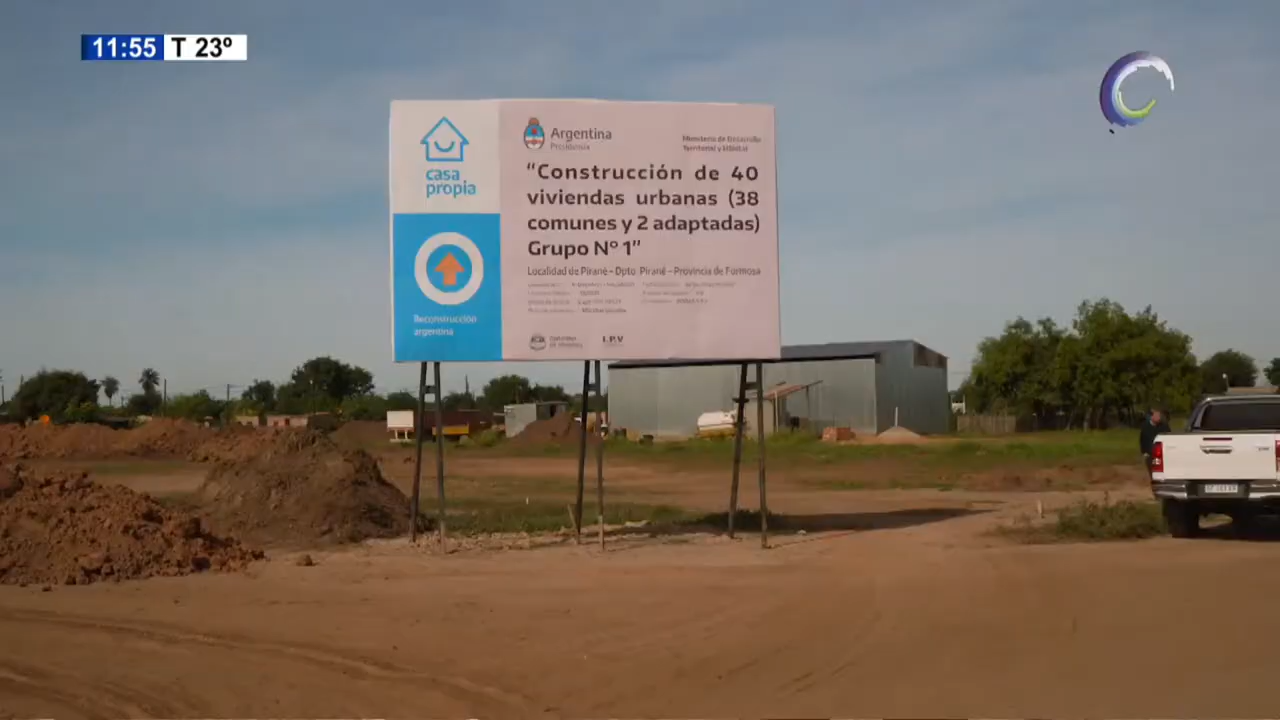 11:55 T 23º
casa
propia
Argentina
Presidencia
Ministerio de Desarrollo
Territorial y Hábitat
“Construcción de 40
viviendas urbanas (38
comunes y 2 adaptadas)
Grupo N° 1”
Localidad de Pirané - Dpto Pirané - Provincia de Formosa
Reconstrucción
argentina
I.P.V